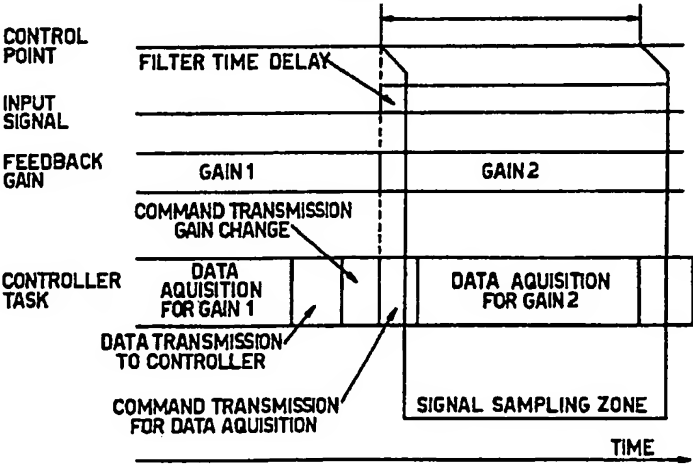 CONTROL
POINT
FILTER TIME DELAY
INPUT
SIGNAL
FEEDBACK
GAIN
GAIN 1
GAIN 2
COMMAND TRANSMISSION
GAIN CHANGE
CONTROLLER
TASK
DATA
AQUISITION
FOR GAIN 1
DATA AQUISITION
FOR GAIN 2
DATA TRANSMISSION
TO CONTROLLER
COMMAND TRANSMISSION
FOR DATA AQUISITION
SIGNAL SAMPLING ZONE
TIME